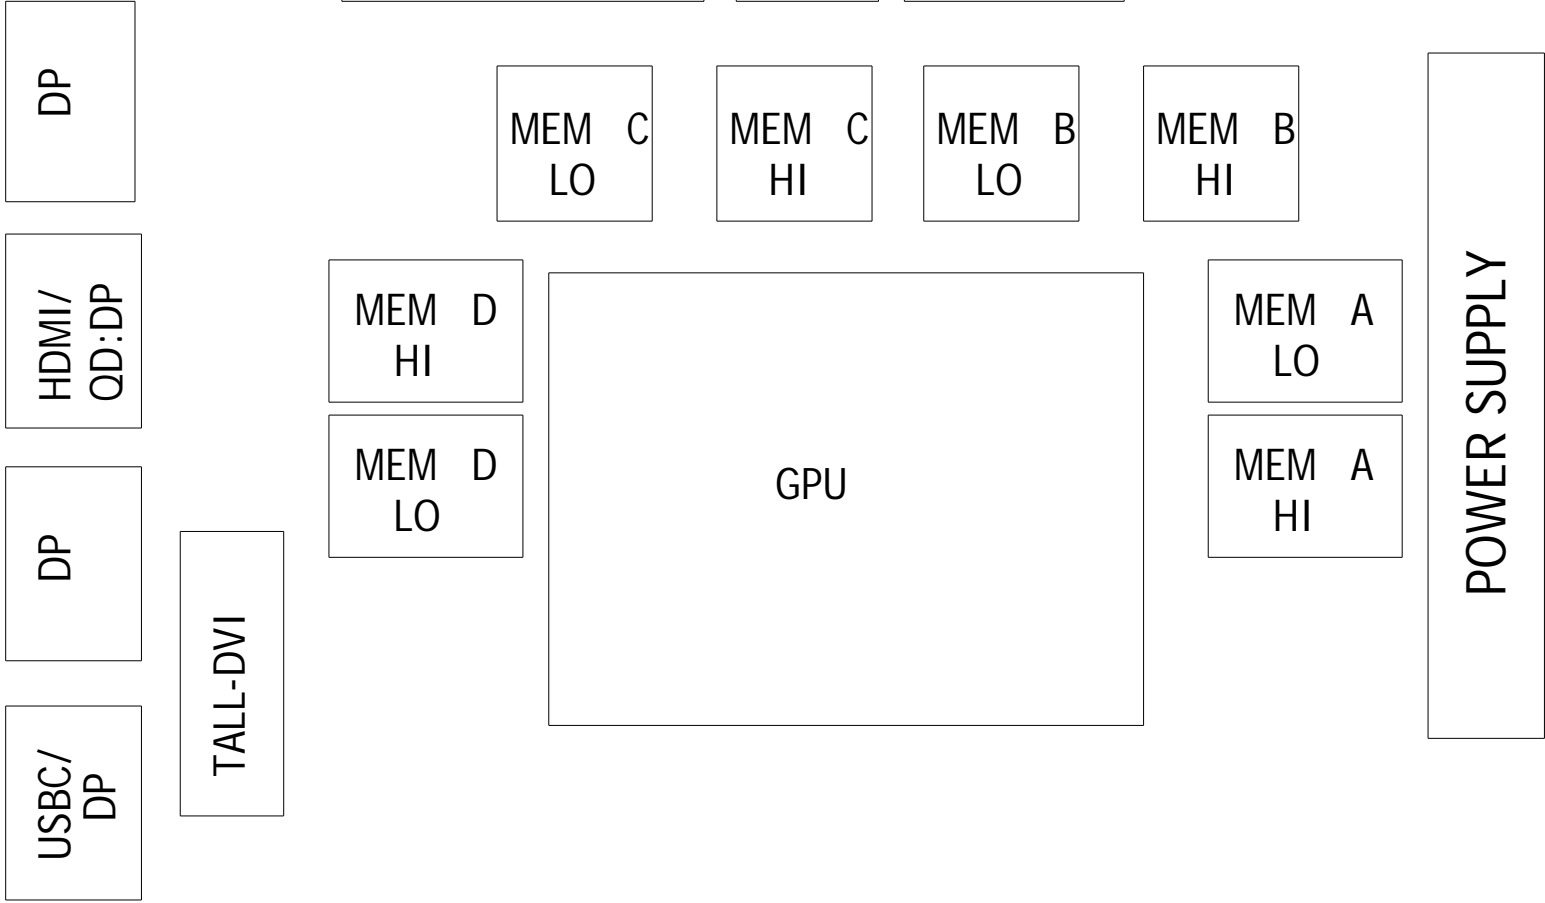 DP
MEM C
LO
MEM C
HI
MEM B
LO
MEM B
HI
HDMI/
QD:DP
MEM D
HI
MEM A
LO
POWER SUPPLY
DP
MEM D
LO
GPU
MEM A
HI
TALL-DVI
USBC/
DP